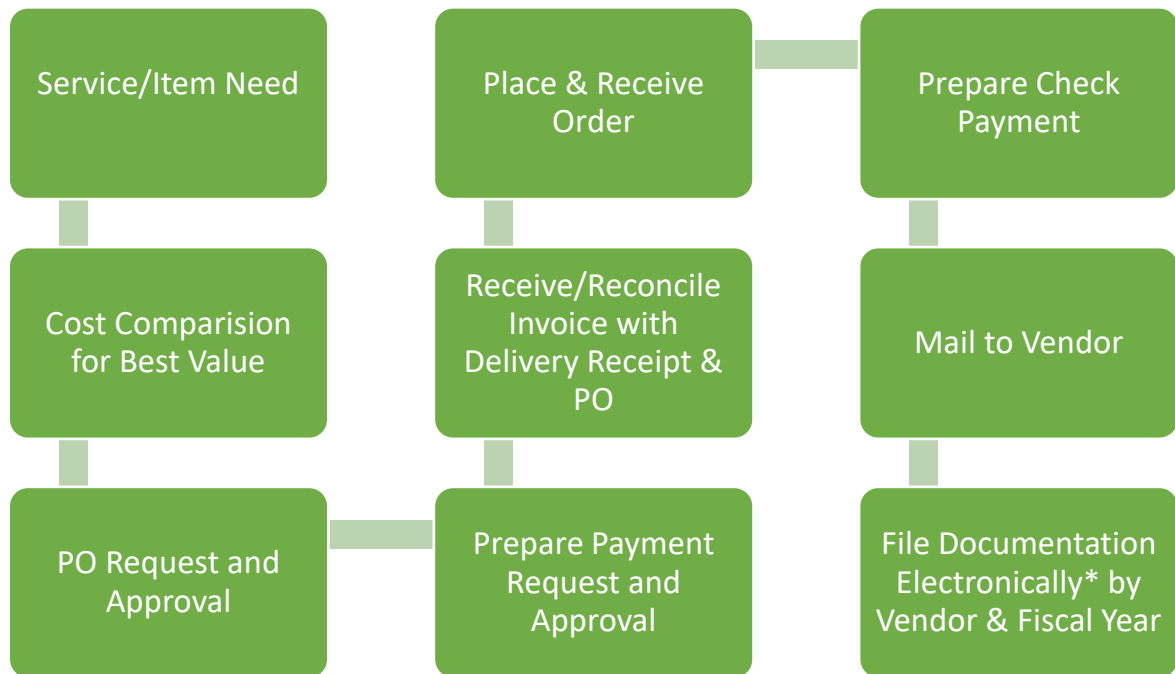 Service/Item Need
Cost Comparision
for Best Value
PO Request and
Approval
Place & Receive
Order
Receive/Reconcile
Invoice with
Delivery Receipt &
PO
Prepare Payment
Request and
Approval
Prepare Check
Payment
Mail to Vendor
File Documentation
Electronically* by
Vendor & Fiscal Year